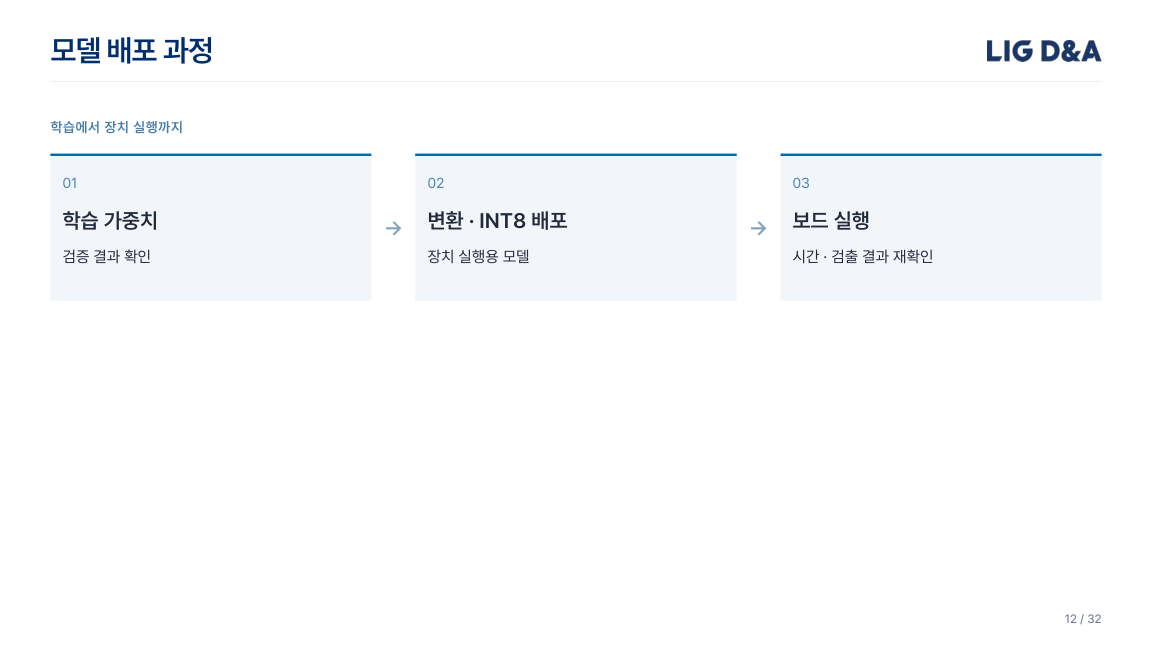 모델 배포 과정
LIG D&A
학습에서 장치 실행까지
01
학습 가중치
검증 결과 확인
→
02
변환 · INT8 배포
장치 실행용 모델
→
03
보드 실행
시간 · 검출 결과 재확인
12 / 32